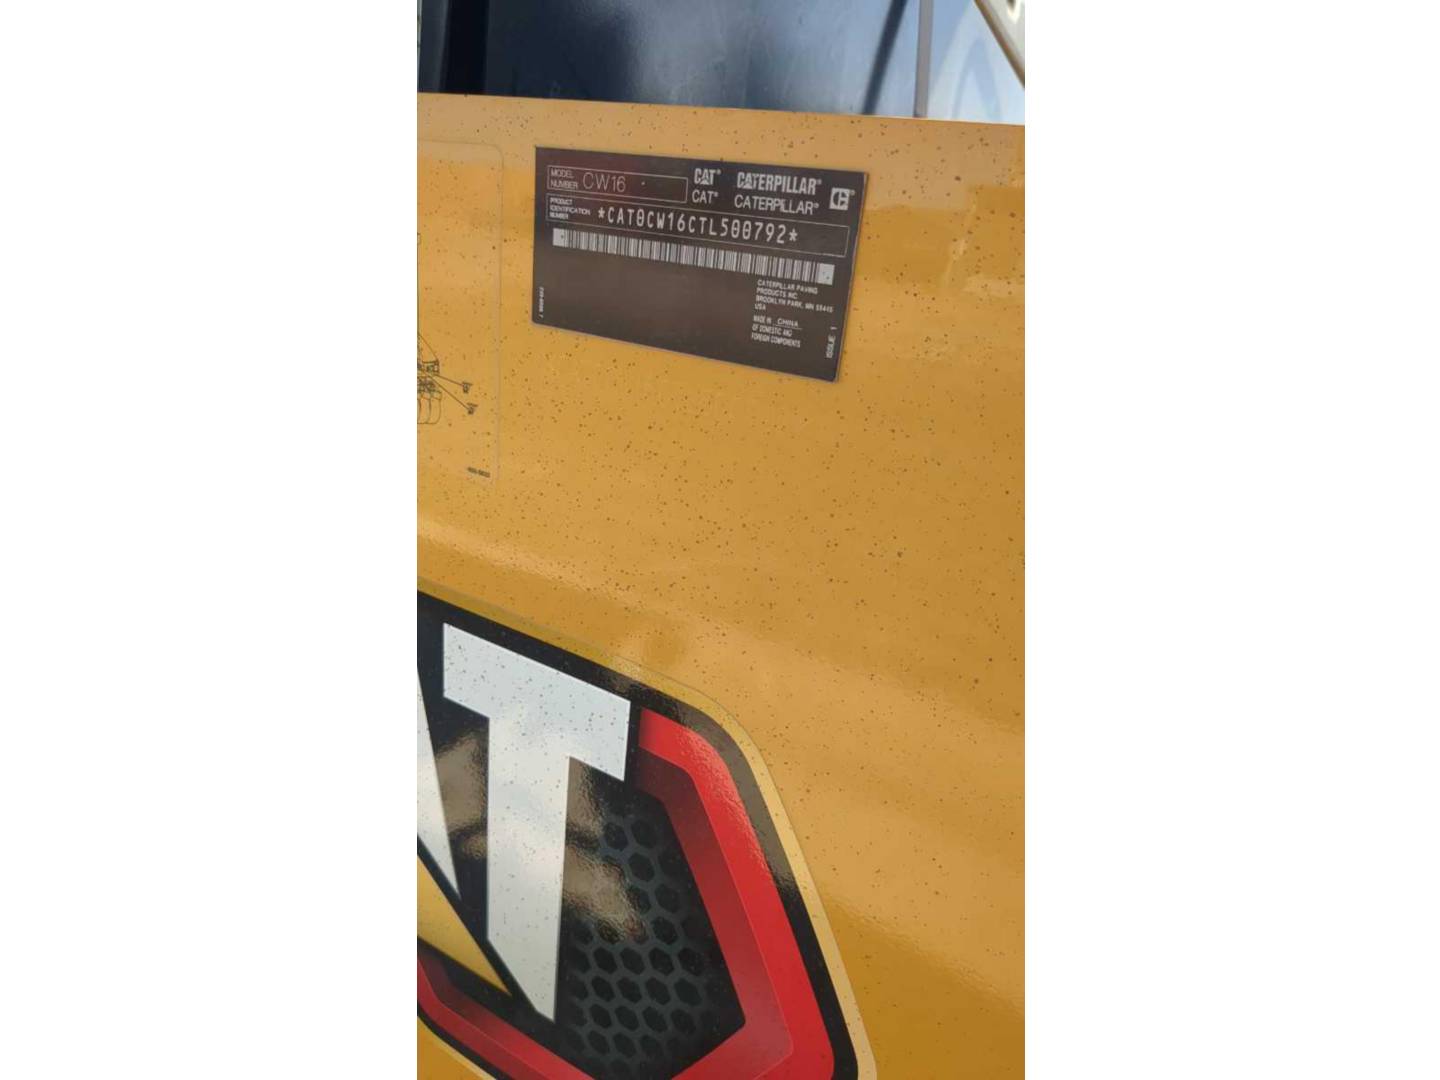 MODEL NUMBER CW16
CAT® CATERPILLAR®
CAT® CATERPILLAR®
PRODUCT IDENTIFICATION NUMBER *CAT0CW16CTL500792*
CATERPILLAR PAVING
PRODUCTS INC
BROOKLYN PARK, MN 55445
USA
MADE IN CHINA
OF DOMESTIC AND
FOREIGN COMPONENTS
ISSUE 1